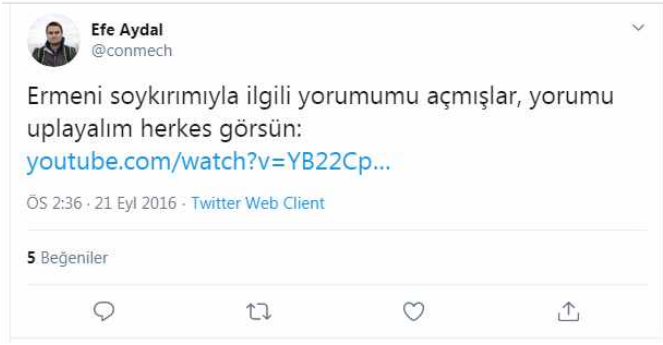 Efe Aydal
@conmech
Ermeni soykırımıyla ilgili yorumumu açmışlar, yorumu
uplayalım herkes görsün:
youtube.com/watch?v=YB22Cp...
ÖS 2:36 · 21 Eyl 2016 · Twitter Web Client
5 Beğeniler